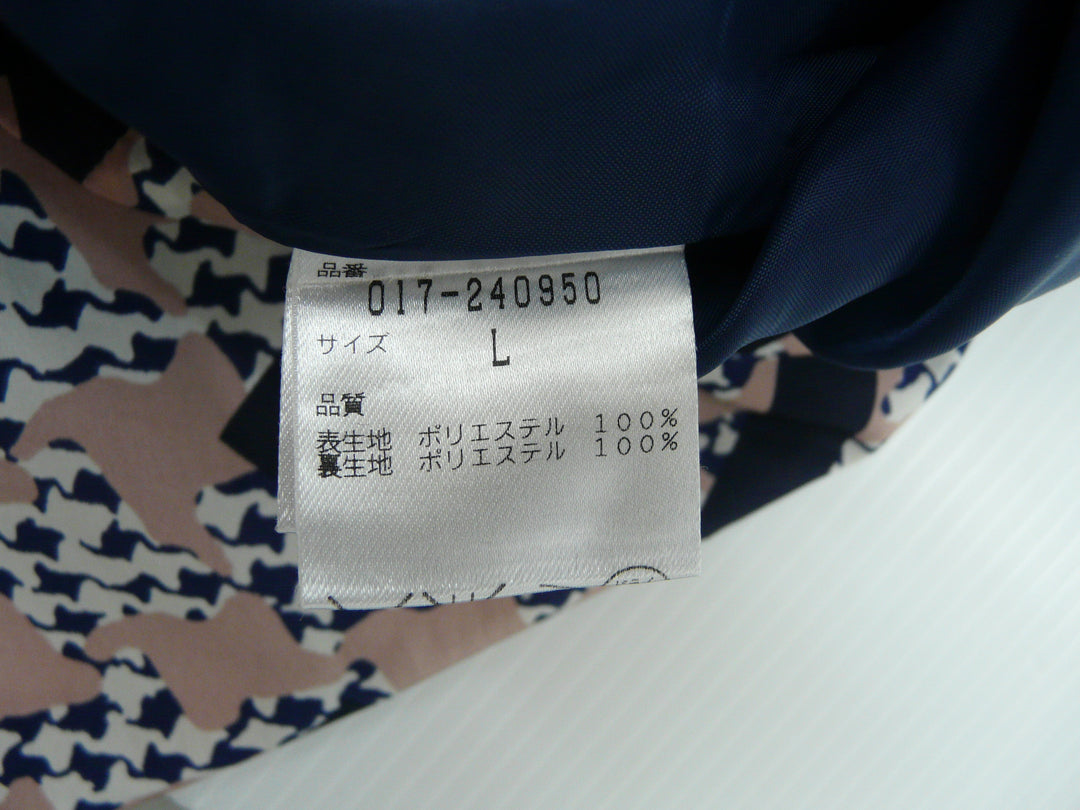 品番
017-240950
サイズ L
品質
表生地 ポリエステル 100%
裏生地 ポリエステル 100%